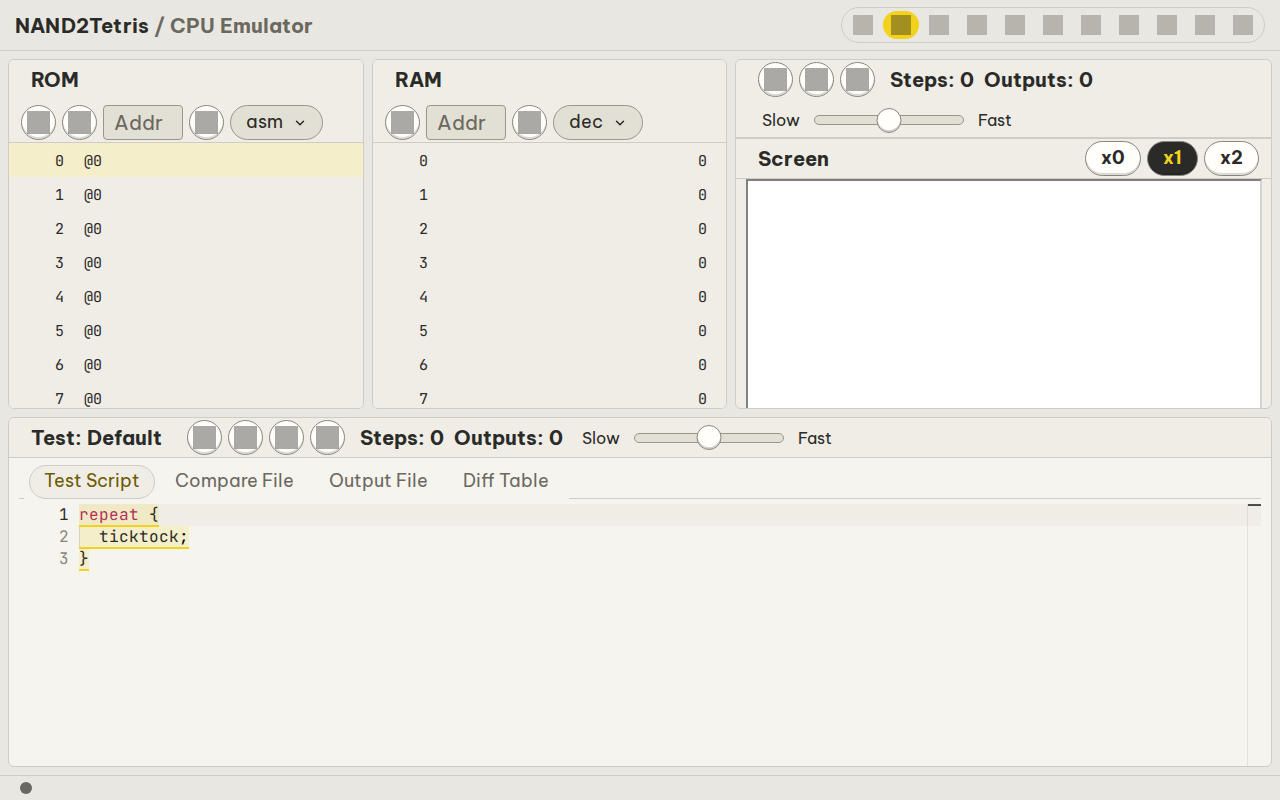 NAND2Tetris / CPU Emulator
ROM
Addr asm
0 @0
1 @0
2 @0
3 @0
4 @0
5 @0
6 @0
7 @0
RAM
Addr dec
0 0
1 0
2 0
3 0
4 0
5 0
6 0
7 0
Steps: 0 Outputs: 0
Slow Fast
Screen x0 x1 x2
Test: Default Steps: 0 Outputs: 0 Slow Fast
Test Script Compare File Output File Diff Table
1 repeat {
2 ticktock;
3 }